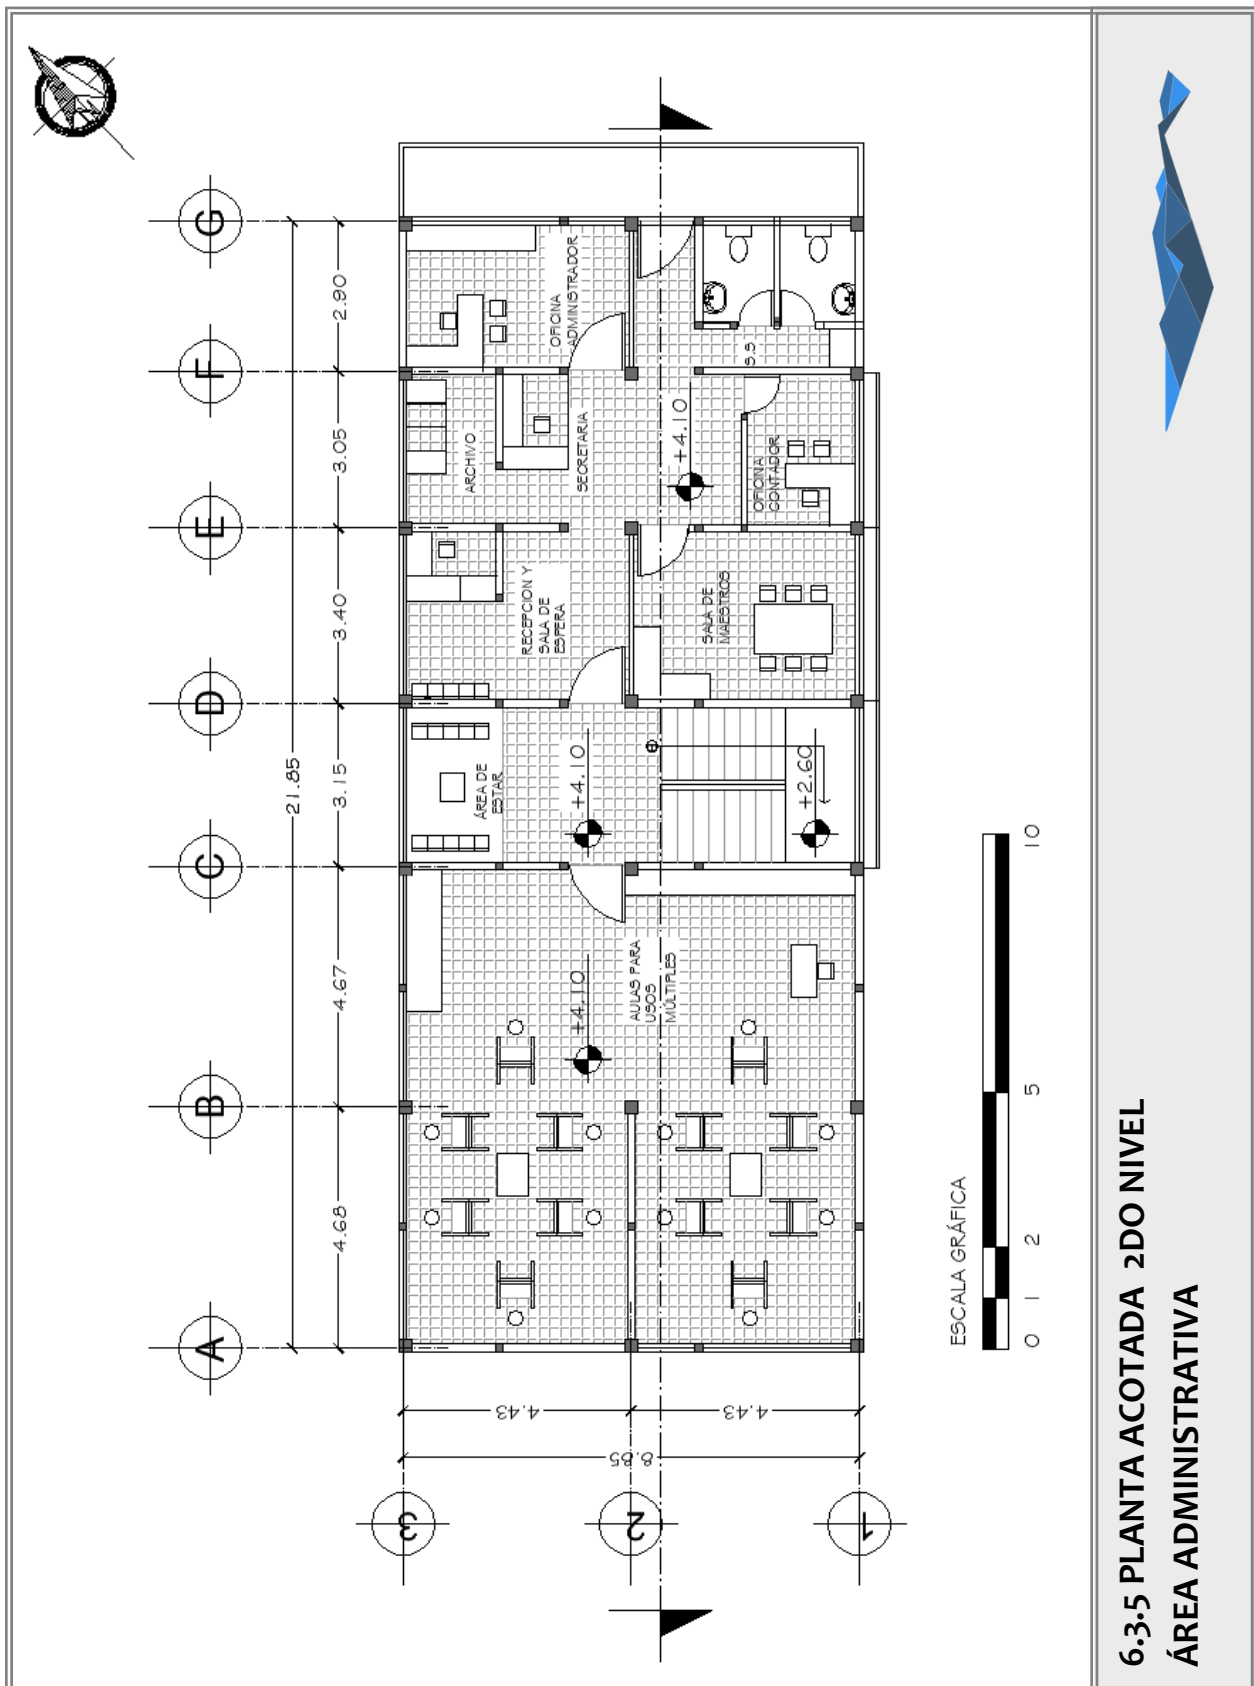 G
F
E
D
C
B
A
21.85
2.90
3.05
3.40
3.15
4.67
4.68
OFICINA
ADMINISTRADOR
ARCHIVO
SECRETARIA
S.S
+4.10
OFICINA
CONTADOR
RECEPCION Y
SALA DE
ESPERA
SALA DE
MAESTROS
ÁREA DE
ESTAR
+4.10
+2.60
+4.10
AULAS PARA
USOS
MÚLTIPLES
4.43
4.43
8.85
3
2
1
ESCALA GRÁFICA
0 1 2 5 10
6.3.5 PLANTA ACOTADA 2DO NIVEL
ÁREA ADMINISTRATIVA